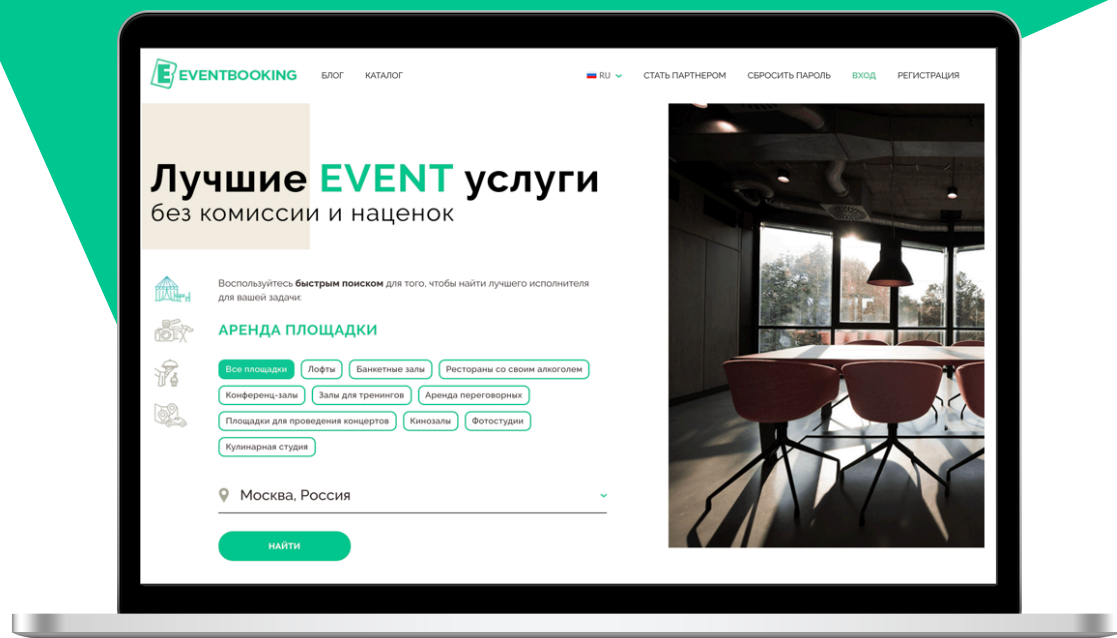 EVENTBOOKING БЛОГ КАТАЛОГ RU СТАТЬ ПАРТНЕРОМ СБРОСИТЬ ПАРОЛЬ ВХОД РЕГИСТРАЦИЯ
Лучшие EVENT услуги
без комиссии и наценок
Воспользуйтесь быстрым поиском для того, чтобы найти лучшего исполнителя
для вашей задачи:
АРЕНДА ПЛОЩАДКИ
Все площадки Лофты Банкетные залы Рестораны со своим алкоголем
Конференц-залы Залы для тренингов Аренда переговорных
Площадки для проведения концертов Кинозалы Фотостудии
Кулинарная студия
Москва, Россия
НАЙТИ